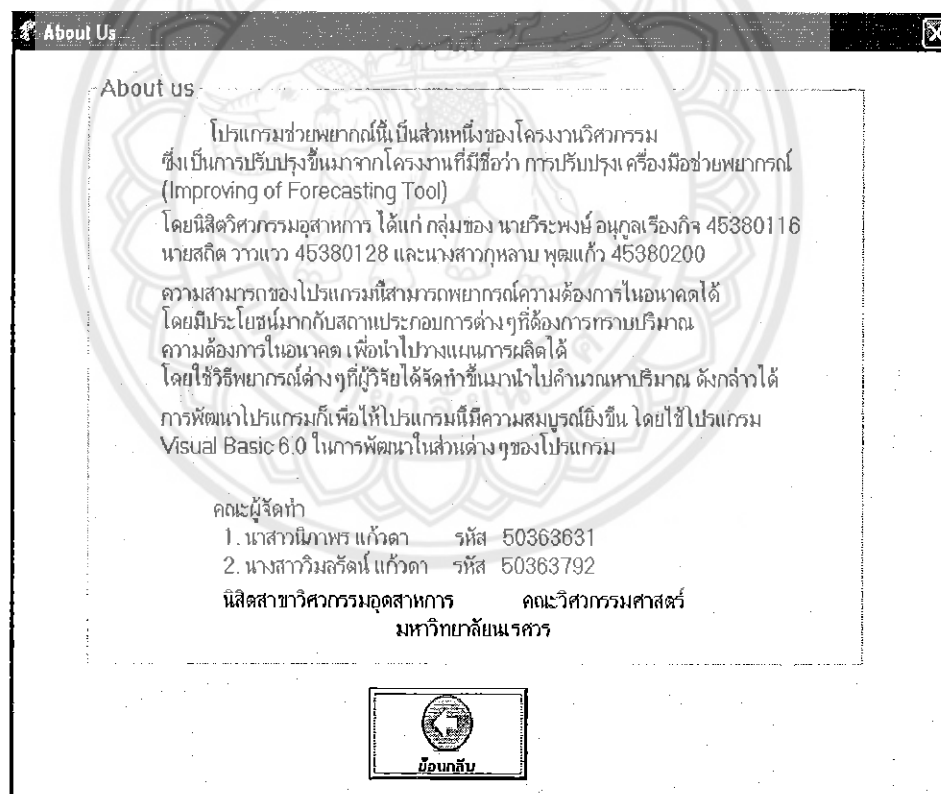 About Us
About us
โปรแกรมช่วยพยากณ์นี้เป็นส่วนหนึ่งของโครงงานวิศวกรรม
ซึ่งเป็นการปรับปรุงขึ้นมาจากโครงงานที่มีชื่อว่า การปรับปรุงเครื่องมือช่วยพยากรณ์
(Improving of Forecasting Tool)
โดยนิสิตวิศวกรรมอุสาหการ ได้แก่ กลุ่มของ นายวีระพงษ์ อนุกูลเรืองกิจ 45380116
นายสถิต วาวแวว 45380128 และนางสาวกุหลาบ พุฒแก้ว 45380200
ความสามารถของโปรแกรมนี้สามารถพยากรณ์ความต้องการในอนาคตได้
โดยมีประโยชน์มากกับสถานประกอบการต่างๆที่ต้องการทราบปริมาณ
ความต้องการในอนาคต เพื่อนำไปวางแผนการผลิตได้
โดยใช้วิธีพยากรณ์ต่างๆที่ผู้วิจัยได้จัดทำขึ้นมานำไปคำนวณหาปริมาณ ดังกล่าวได้
การพัฒนาโปรแกรมก็เพื่อให้โปรแกรมนี้มีความสมบูรณ์ยิ่งขึ้น โดยใช้โปรแกรม
Visual Basic 6.0 ในการพัฒนาในส่วนต่างๆของโปรแกรม
คณะผู้จัดทำ
1. นาสาวนิภาพร แก้วดา รหัส 50363631
2. นางสาววิมลรัตน์ แก้วดา รหัส 50363792
นิสิตสาขาวิศวกรรมอุตสาหการ คณะวิศวกรรมศาสตร์
มหาวิทยาลัยนเรศวร
ย้อนกลับ